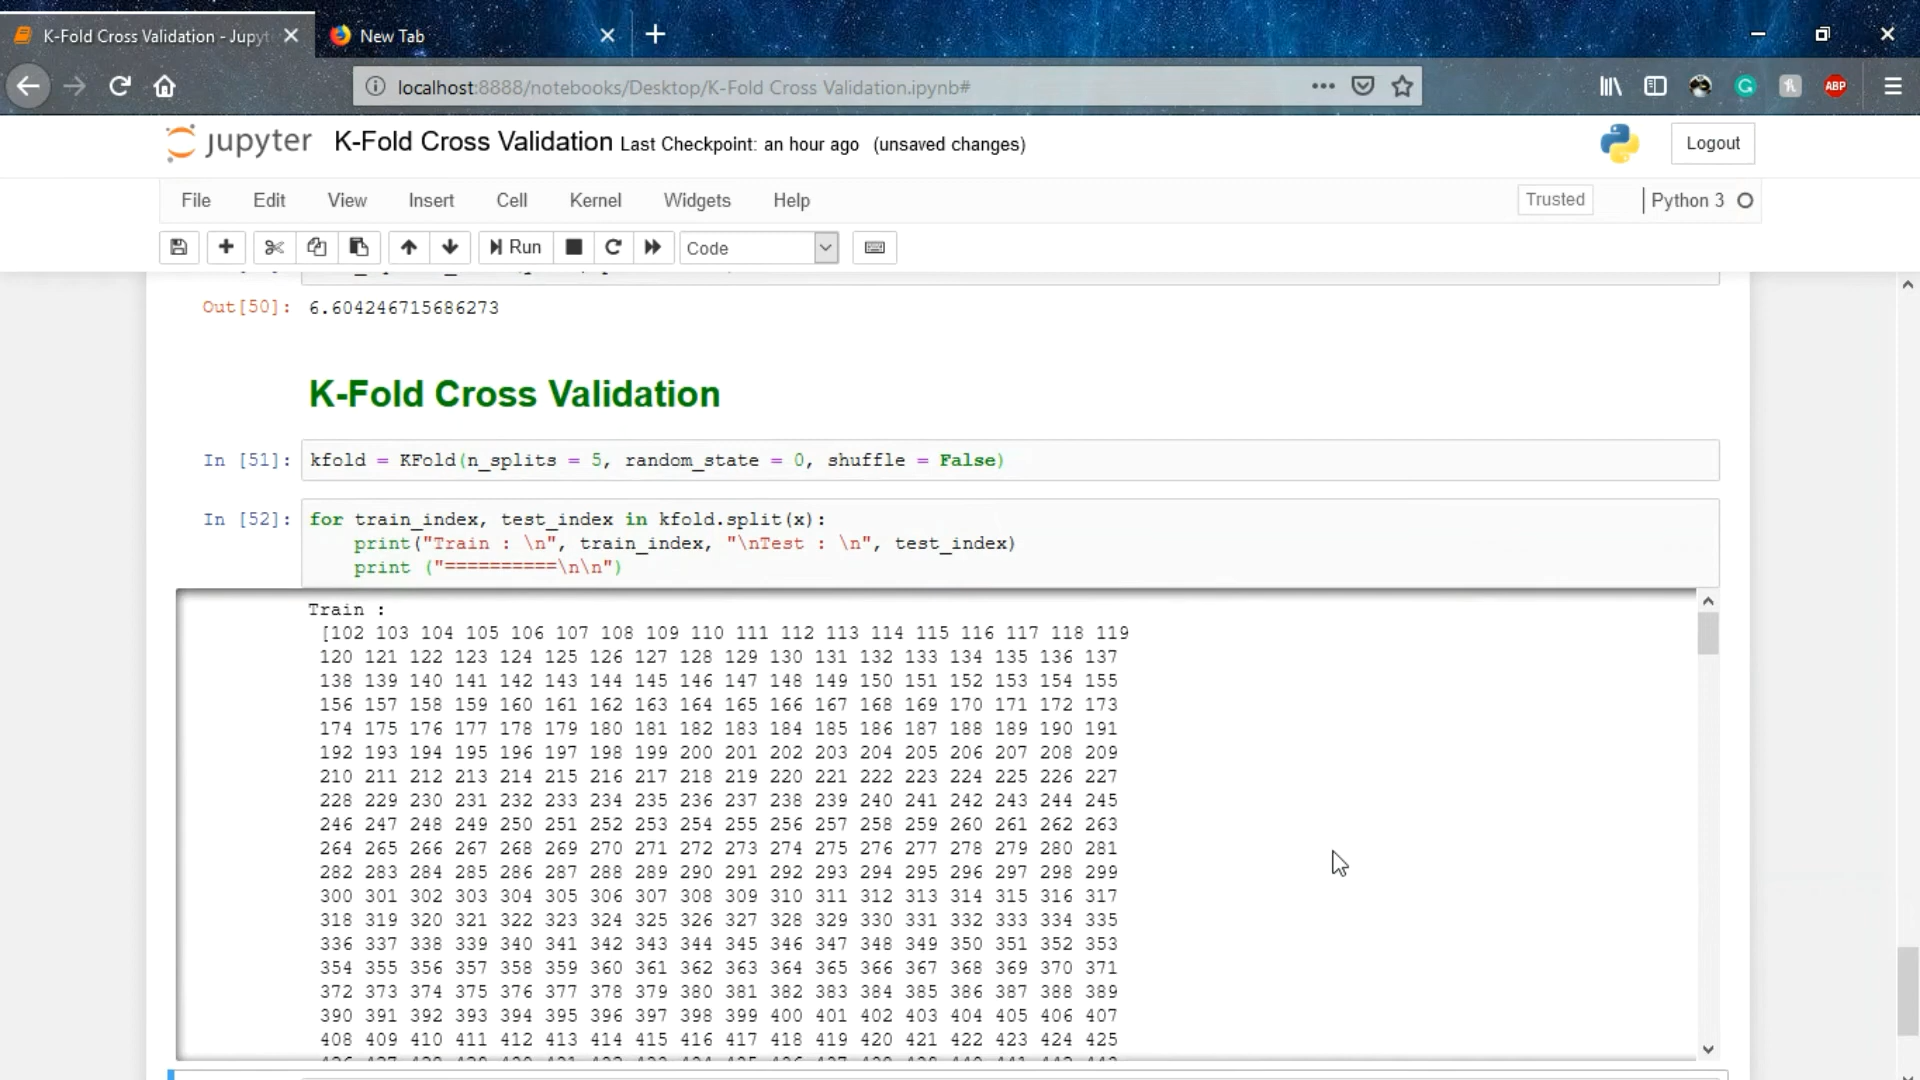 K-Fold Cross Validation - Jupyt
New Tab
localhost:8888/notebooks/Desktop/K-Fold Cross Validation.ipynb#
ABP
jupyter K-Fold Cross Validation Last Checkpoint: an hour ago (unsaved changes)
Logout
File Edit View Insert Cell Kernel Widgets Help
Trusted
Python 3
Run
Code
Out[50]: 6.604246715686273
K-Fold Cross Validation
In [51]: kfold = KFold(n_splits = 5, random_state = 0, shuffle = False)
In [52]: for train_index, test_index in kfold.split(x):
print("Train : \n", train_index, "\nTest : \n", test_index)
print ("==========\n\n")
Train :
[102 103 104 105 106 107 108 109 110 111 112 113 114 115 116 117 118 119
120 121 122 123 124 125 126 127 128 129 130 131 132 133 134 135 136 137
138 139 140 141 142 143 144 145 146 147 148 149 150 151 152 153 154 155
156 157 158 159 160 161 162 163 164 165 166 167 168 169 170 171 172 173
174 175 176 177 178 179 180 181 182 183 184 185 186 187 188 189 190 191
192 193 194 195 196 197 198 199 200 201 202 203 204 205 206 207 208 209
210 211 212 213 214 215 216 217 218 219 220 221 222 223 224 225 226 227
228 229 230 231 232 233 234 235 236 237 238 239 240 241 242 243 244 245
246 247 248 249 250 251 252 253 254 255 256 257 258 259 260 261 262 263
264 265 266 267 268 269 270 271 272 273 274 275 276 277 278 279 280 281
282 283 284 285 286 287 288 289 290 291 292 293 294 295 296 297 298 299
300 301 302 303 304 305 306 307 308 309 310 311 312 313 314 315 316 317
318 319 320 321 322 323 324 325 326 327 328 329 330 331 332 333 334 335
336 337 338 339 340 341 342 343 344 345 346 347 348 349 350 351 352 353
354 355 356 357 358 359 360 361 362 363 364 365 366 367 368 369 370 371
372 373 374 375 376 377 378 379 380 381 382 383 384 385 386 387 388 389
390 391 392 393 394 395 396 397 398 399 400 401 402 403 404 405 406 407
408 409 410 411 412 413 414 415 416 417 418 419 420 421 422 423 424 425